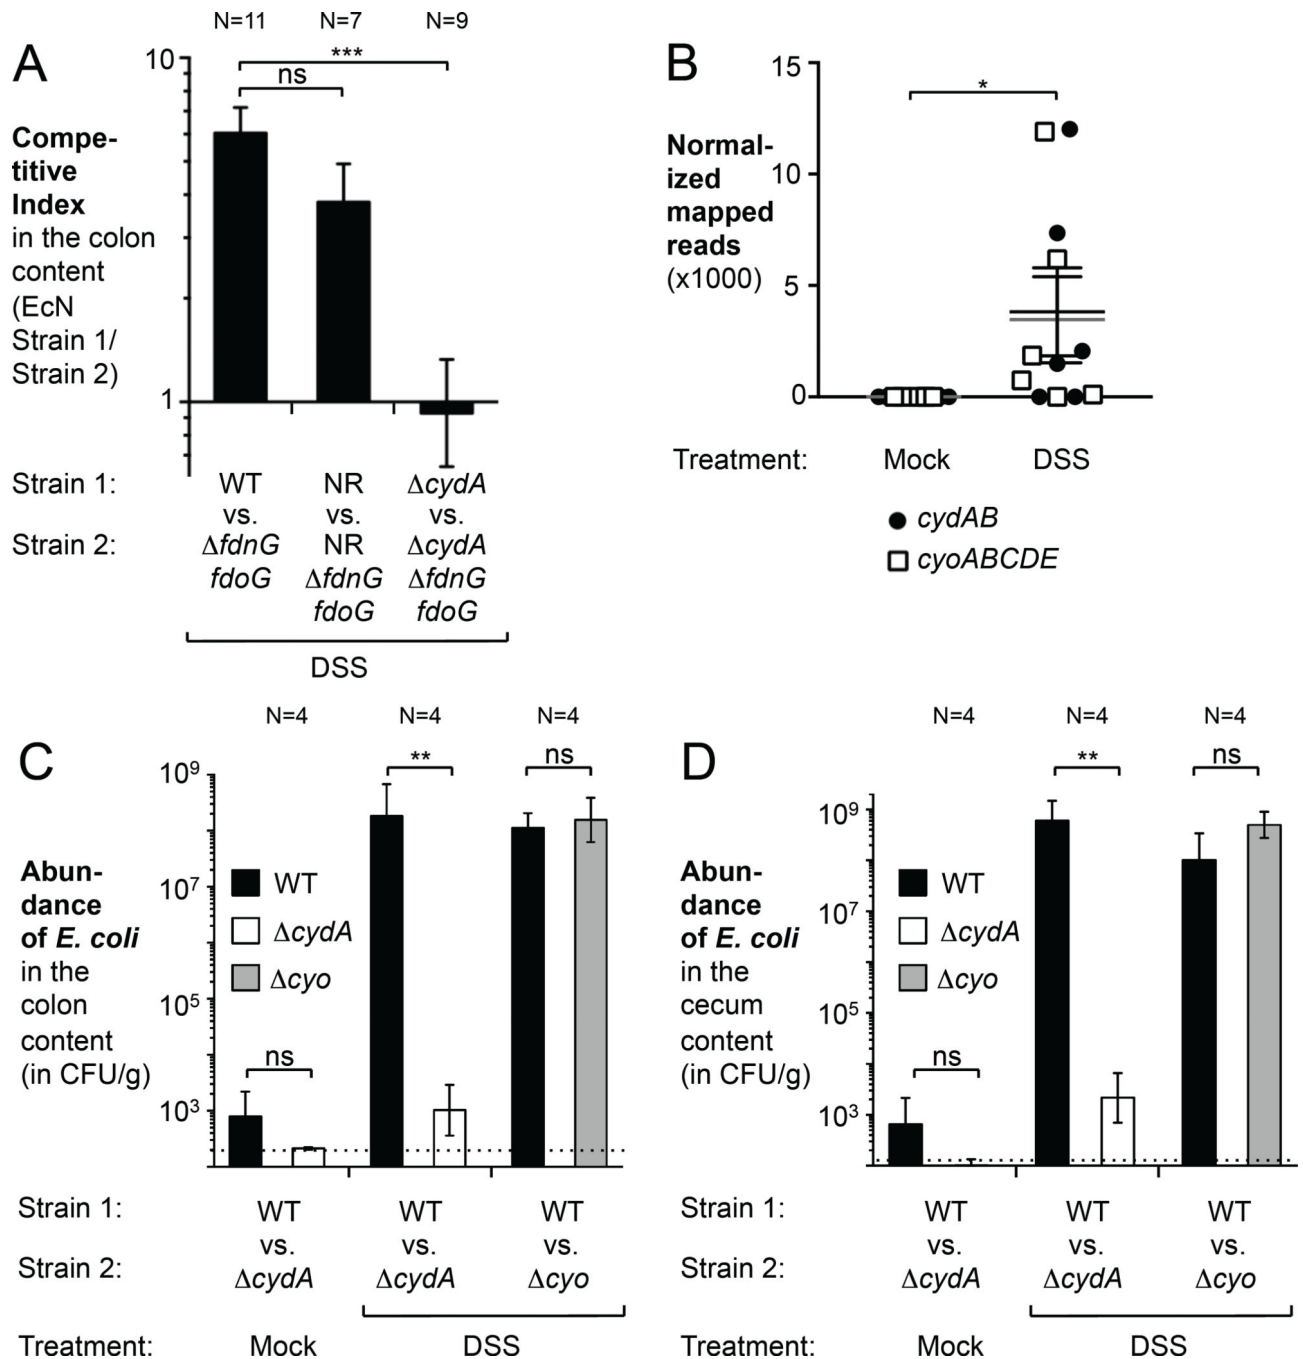 A
N=11 N=7 N=9
10
***
ns
Compe-
titive
Index
in the colon
content
(EcN
Strain 1/
Strain 2)
1
Strain 1: WT NR ΔcydA
vs. vs. vs.
Strain 2: ΔfdnG NR ΔcydA
fdoG ΔfdnG ΔfdnG
fdoG fdoG
DSS
B
15
*
Normal-
ized
mapped
reads
(x1000)
10
5
0
Treatment: Mock DSS
cydAB
cyoABCDE
C
N=4 N=4 N=4
** ns
10⁹
Abun-
dance
of E. coli
in the
colon
content
(in CFU/g)
WT
ΔcydA
Δcyo
10⁷
10⁵
ns
10³
Strain 1: WT WT WT
vs. vs. vs.
Strain 2: ΔcydA ΔcydA Δcyo
Treatment: Mock DSS
D
N=4 N=4 N=4
** ns
10⁹
Abun-
dance
of E. coli
in the
cecum
content
(in CFU/g)
WT
ΔcydA
Δcyo
10⁷
10⁵
ns
10³
Strain 1: WT WT WT
vs. vs. vs.
Strain 2: ΔcydA ΔcydA Δcyo
Treatment: Mock DSS